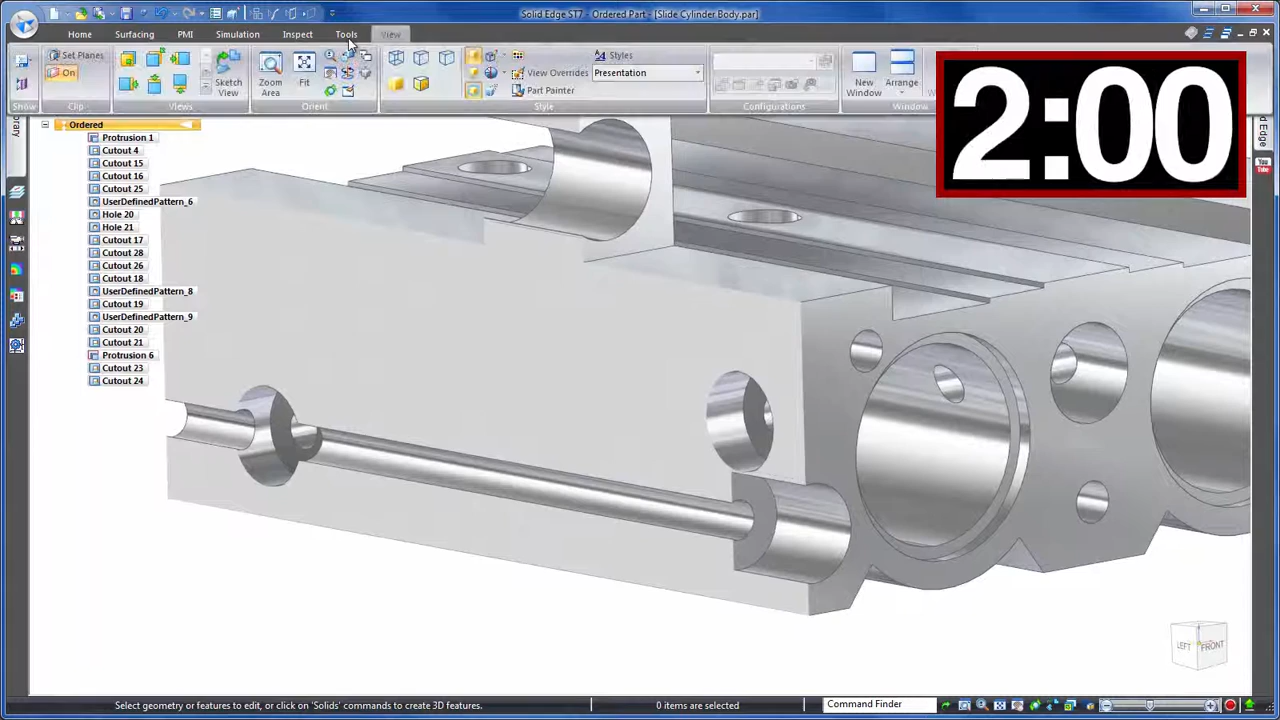 Solid Edge ST7 - Ordered Part - [Slide Cylinder Body.par]
Home Surfacing PMI Simulation Inspect Tools View
Set Planes
On
Clip
Show
Sketch View
Views
Zoom Area
Fit
Orient
Styles
View Overrides Presentation
Part Painter
Style
Configurations
New Window
Arrange
Window
2:00
Ordered
Protrusion 1
Cutout 4
Cutout 15
Cutout 16
Cutout 25
UserDefinedPattern_6
Hole 20
Hole 21
Cutout 17
Cutout 28
Cutout 26
Cutout 18
UserDefinedPattern_8
Cutout 19
UserDefinedPattern_9
Cutout 20
Cutout 21
Protrusion 6
Cutout 23
Cutout 24
LEFT FRONT
Select geometry or features to edit, or click on 'Solids' commands to create 3D features.
0 items are selected
Command Finder